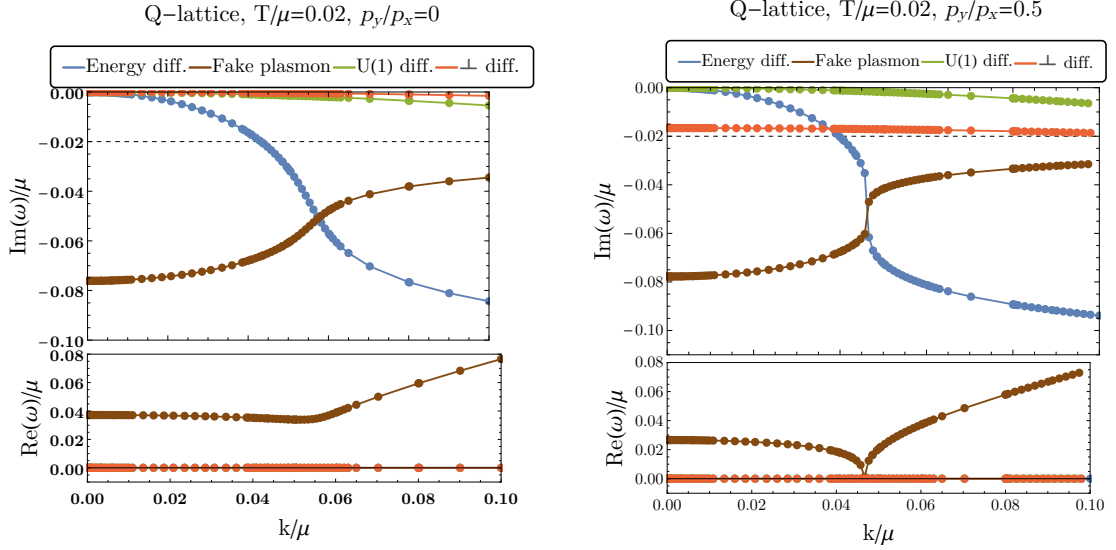 Q−lattice, T/μ=0.02, p_y/p_x=0
Energy diff. Fake plasmon U(1) diff. ⊥ diff.
0.00
−0.02
−0.04
−0.06
−0.08
−0.10
Im(ω)/μ
0.08
0.06
0.04
0.02
0.00
Re(ω)/μ
0.00 0.02 0.04 0.06 0.08 0.10
k/μ
Q−lattice, T/μ=0.02, p_y/p_x=0.5
Energy diff. Fake plasmon U(1) diff. ⊥ diff.
0.00
−0.02
−0.04
−0.06
−0.08
−0.10
Im(ω)/μ
0.08
0.06
0.04
0.02
0.00
Re(ω)/μ
0.00 0.02 0.04 0.06 0.08 0.10
k/μ